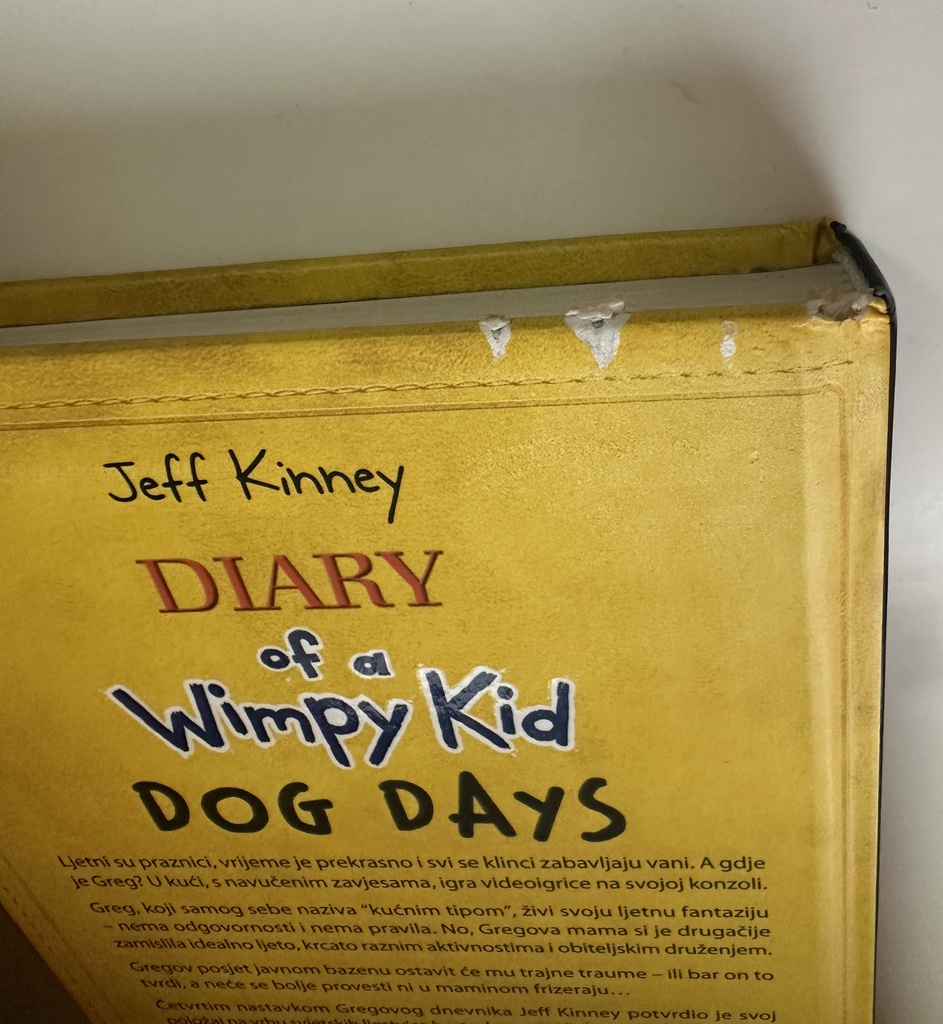 Jeff Kinney
DIARY
of a
Wimpy Kid
DOG DAYS
Ljetni su praznici, vrijeme je prekrasno i svi se klinci zabavljaju vani. A gdje
je Greg? U kući, s navučenim zavjesama, igra videoigrice na svojoj konzoli.
Greg, koji samog sebe naziva "kućnim tipom", živi svoju ljetnu fantaziju
– nema odgovornosti i nema pravila. No, Gregova mama si je drugačije
zamislila idealno ljeto, krcato raznim aktivnostima i obiteljskim druženjem.
Gregov posjet javnom bazenu ostavit će mu trajne traume – ili bar on to
tvrdi, a neće se bolje provesti ni u maminom frizeraju...
Četvrtim nastavkom Gregovog dnevnika Jeff Kinney potvrdio je svoj
položaj na vrhu svjetskih